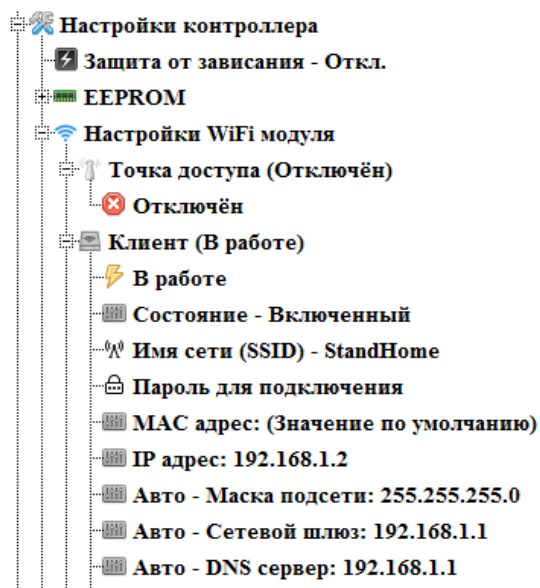 Настройки контроллера
Защита от зависания - Откл.
EEPROM
Настройки WiFi модуля
Точка доступа (Отключён)
Отключён
Клиент (В работе)
В работе
Состояние - Включенный
Имя сети (SSID) - StandHome
Пароль для подключения
MAC адрес: (Значение по умолчанию)
IP адрес: 192.168.1.2
Авто - Маска подсети: 255.255.255.0
Авто - Сетевой шлюз: 192.168.1.1
Авто - DNS сервер: 192.168.1.1